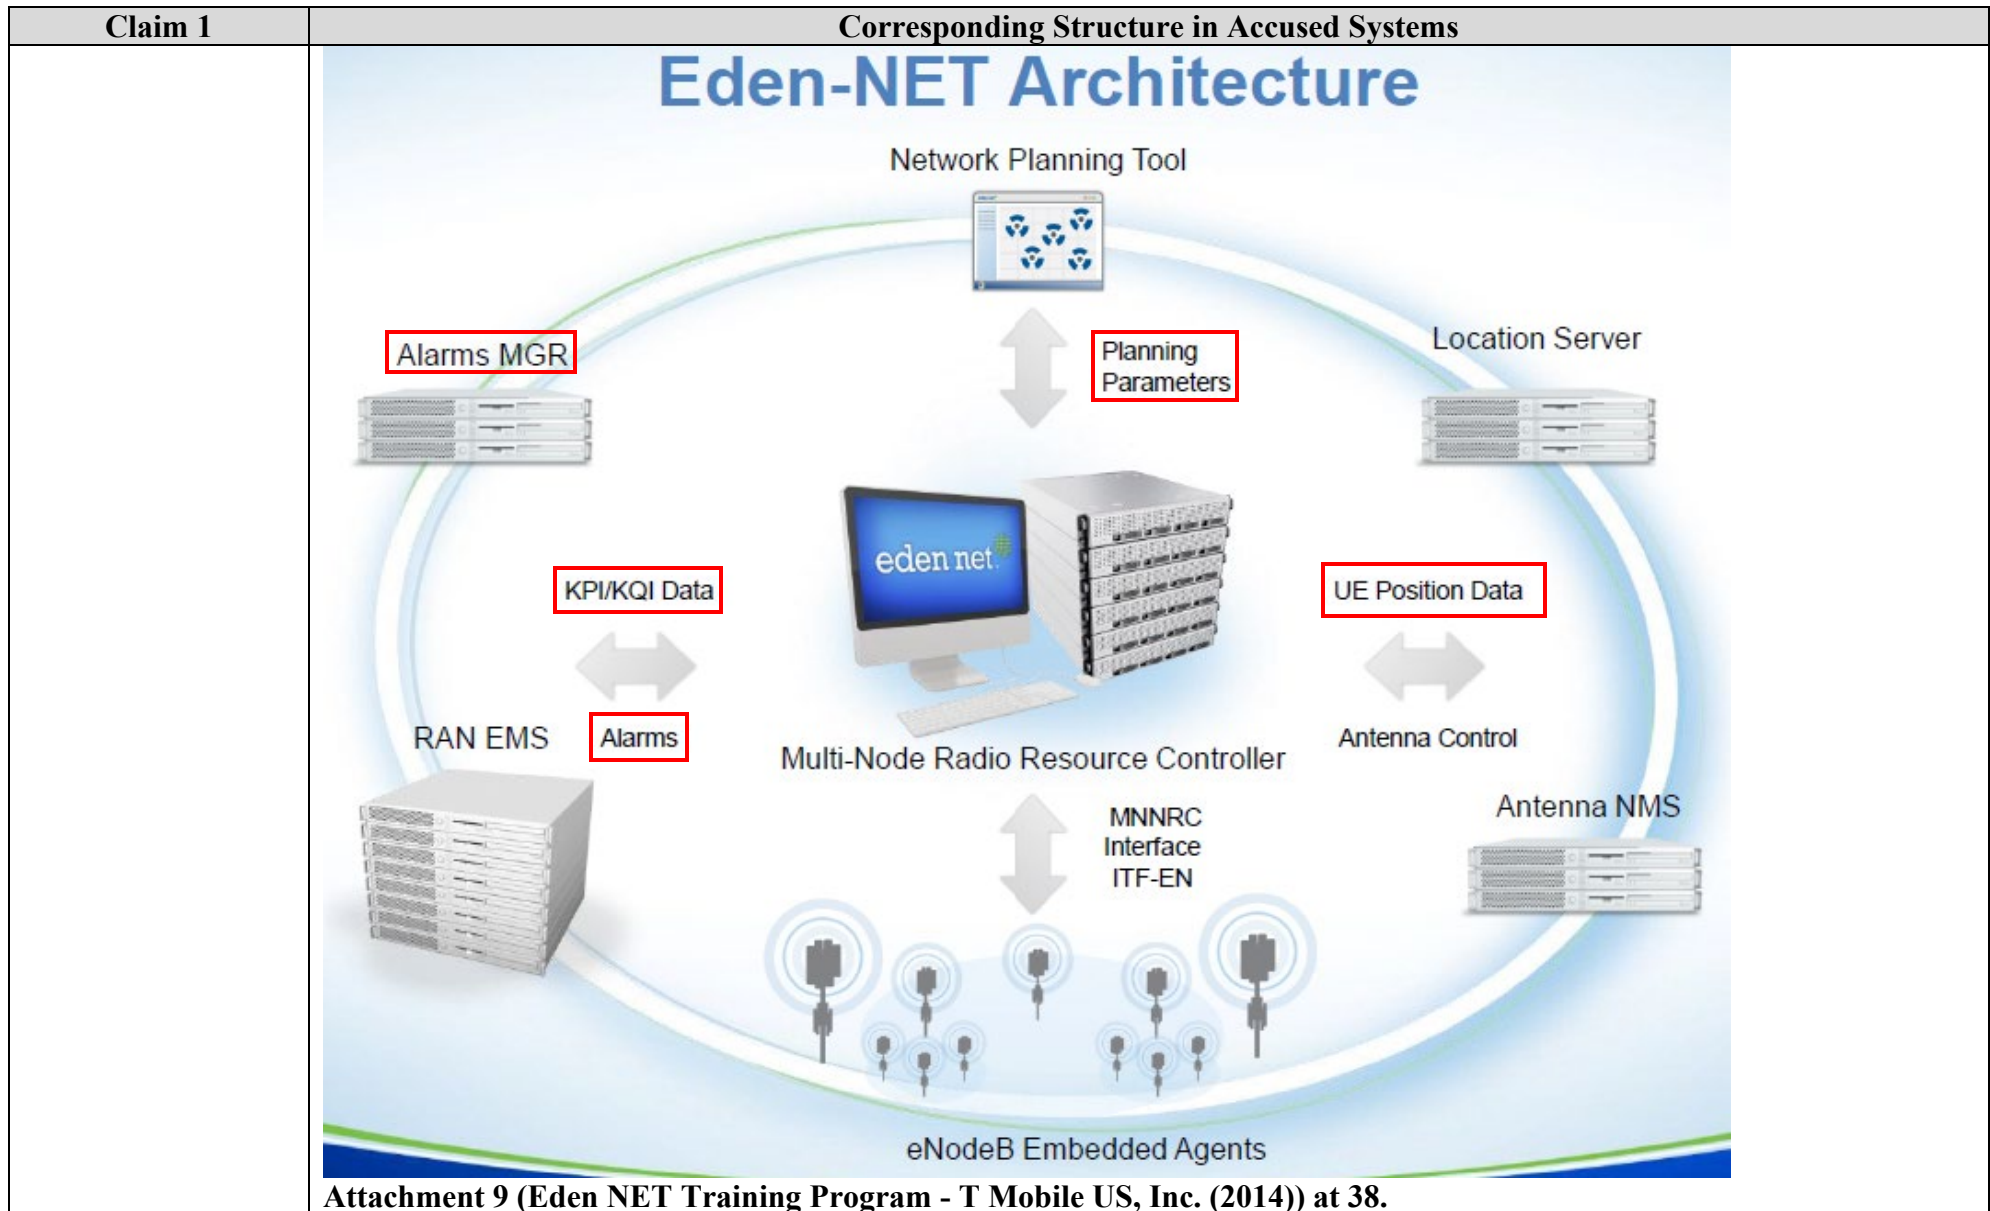 Claim 1
Corresponding Structure in Accused Systems
Eden-NET Architecture
Network Planning Tool
Alarms MGR
Planning
Parameters
Location Server
eden net
KPI/KQI Data
UE Position Data
RAN EMS
Alarms
Antenna Control
Multi-Node Radio Resource Controller
Antenna NMS
MNNRC
Interface
ITF-EN
eNodeB Embedded Agents
Attachment 9 (Eden NET Training Program - T Mobile US, Inc. (2014)) at 38.